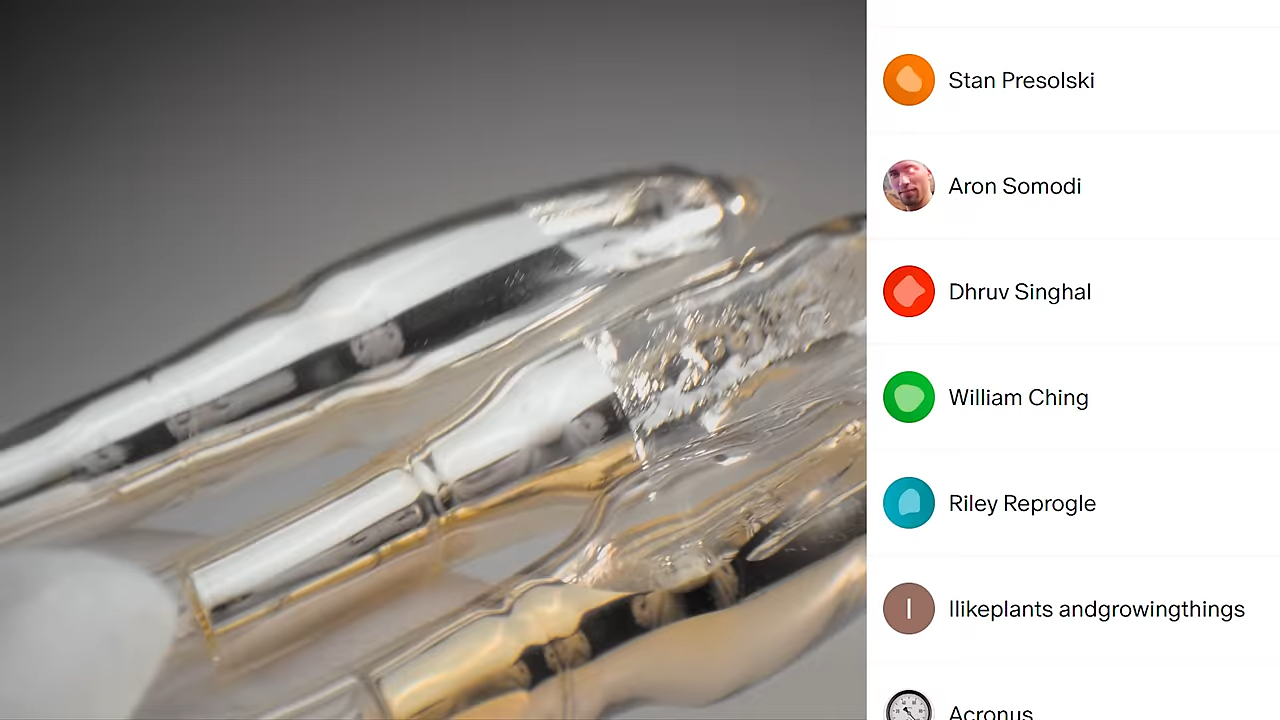 Stan Presolski
Aron Somodi
Dhruv Singhal
William Ching
Riley Reprogle
I
Ilikeplants andgrowingthings
Acronus